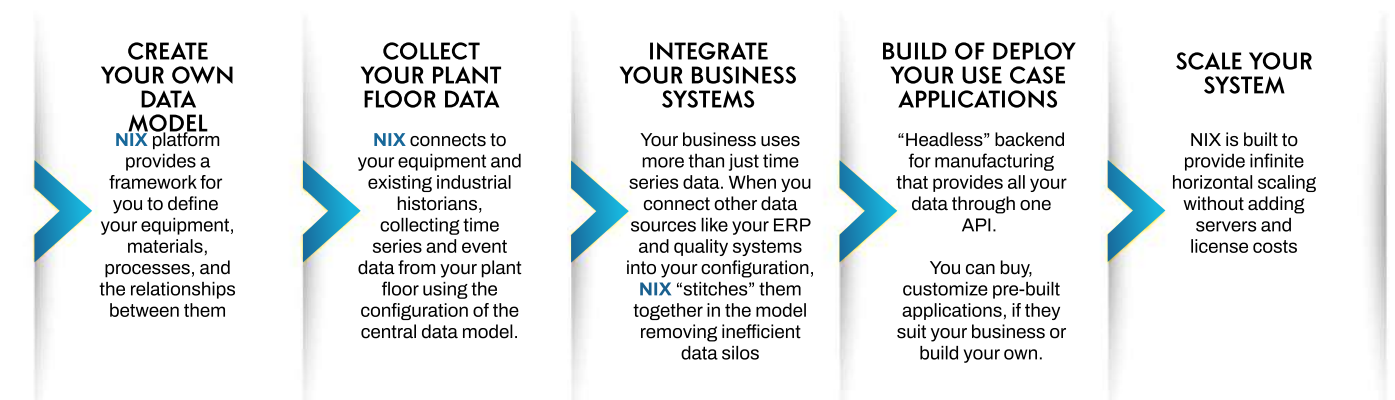 CREATE
YOUR OWN
DATA
MODEL
NIX platform
provides a
framework for
you to define
your equipment,
materials,
processes, and
the relationships
between them
COLLECT
YOUR PLANT
FLOOR DATA
NIX connects to
your equipment and
existing industrial
historians,
collecting time
series and event
data from your plant
floor using the
configuration of the
central data model.
INTEGRATE
YOUR BUSINESS
SYSTEMS
Your business uses
more than just time
series data. When you
connect other data
sources like your ERP
and quality systems
into your configuration,
NIX “stitches” them
together in the model
removing inefficient
data silos
BUILD OF DEPLOY
YOUR USE CASE
APPLICATIONS
“Headless” backend
for manufacturing
that provides all your
data through one
API.
You can buy,
customize pre-built
applications, if they
suit your business or
build your own.
SCALE YOUR
SYSTEM
NIX is built to
provide infinite
horizontal scaling
without adding
servers and
license costs